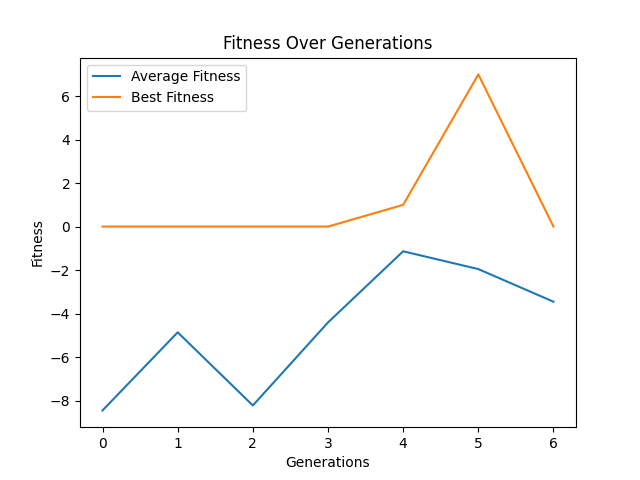 Fitness Over Generations
Average Fitness
Best Fitness
6
4
2
0
−2
−4
−6
−8
Fitness
0 1 2 3 4 5 6
Generations